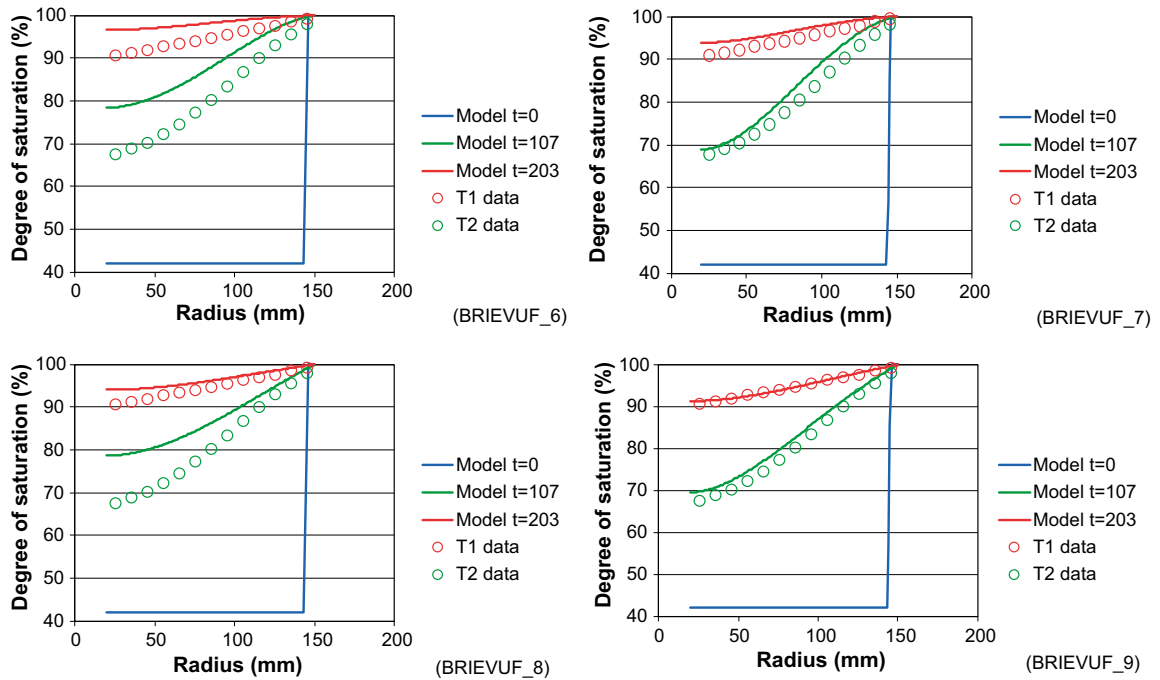 Degree of saturation (%)
100
90
80
70
60
50
40
0
50
100
150
200
Radius (mm)
Model t=0
Model t=107
Model t=203
T1 data
T2 data
(BRIEVUF_6)
Degree of saturation (%)
100
90
80
70
60
50
40
0
50
100
150
200
Radius (mm)
Model t=0
Model t=107
Model t=203
T1 data
T2 data
(BRIEVUF_7)
Degree of saturation (%)
100
90
80
70
60
50
40
0
50
100
150
200
Radius (mm)
Model t=0
Model t=107
Model t=203
T1 data
T2 data
(BRIEVUF_8)
Degree of saturation (%)
100
90
80
70
60
50
40
0
50
100
150
200
Radius (mm)
Model t=0
Model t=107
Model t=203
T1 data
T2 data
(BRIEVUF_9)